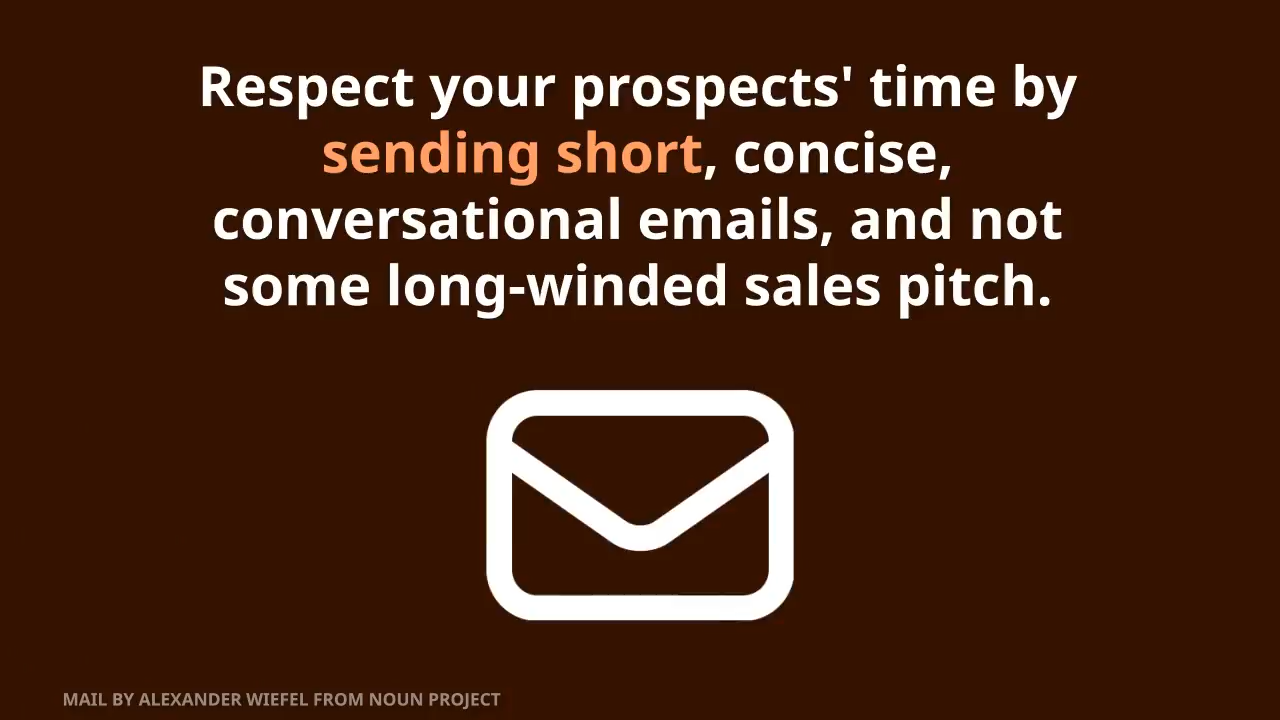 Respect your prospects' time by
sending short, concise,
conversational emails, and not
some long-winded sales pitch.
MAIL BY ALEXANDER WIEFEL FROM NOUN PROJECT